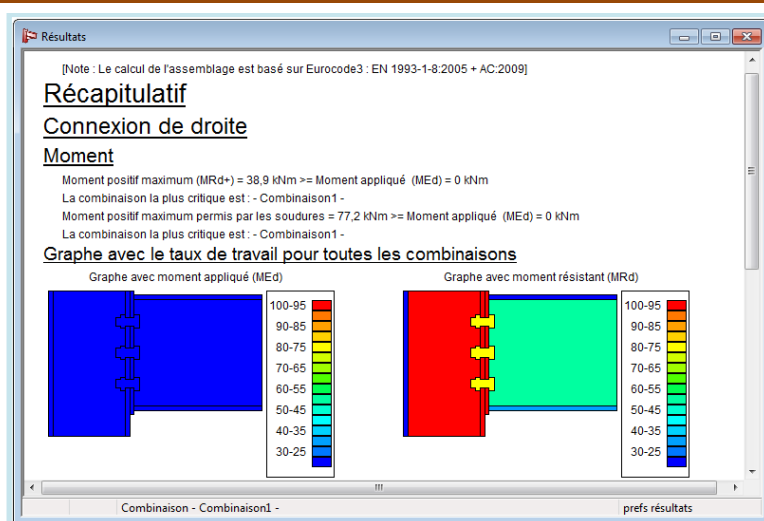 Résultats
[Note : Le calcul de l'assemblage est basé sur Eurocode3 : EN 1993-1-8:2005 + AC:2009]
Récapitulatif
Connexion de droite
Moment
Moment positif maximum (MRd+) = 38,9 kNm >= Moment appliqué (MEd) = 0 kNm
La combinaison la plus critique est : - Combinaison1 -
Moment positif maximum permis par les soudures = 77,2 kNm >= Moment appliqué (MEd) = 0 kNm
La combinaison la plus critique est : - Combinaison1 -
Graphe avec le taux de travail pour toutes les combinaisons
Graphe avec moment appliqué (MEd)
100-95
90-85
80-75
70-65
60-55
50-45
40-35
30-25
Graphe avec moment résistant (MRd)
100-95
90-85
80-75
70-65
60-55
50-45
40-35
30-25
Combinaison - Combinaison1 -
prefs résultats